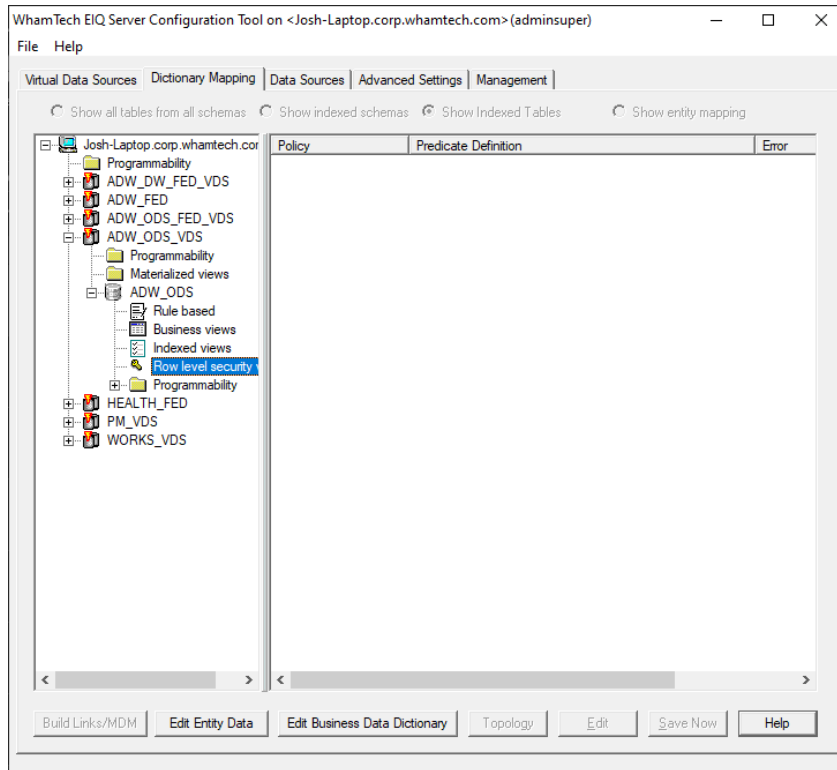 WhamTech EIQ Server Configuration Tool on <Josh-Laptop.corp.whamtech.com>(adminsuper)
File Help
Virtual Data Sources Dictionary Mapping Data Sources Advanced Settings Management
Show all tables from all schemas Show indexed schemas Show Indexed Tables Show entity mapping
Josh-Laptop.corp.whamtech.cor
Programmability
ADW_DW_FED_VDS
ADW_FED
ADW_ODS_FED_VDS
ADW_ODS_VDS
Programmability
Materialized views
ADW_ODS
Rule based
Business views
Indexed views
Row level security v
Programmability
HEALTH_FED
PM_VDS
WORKS_VDS
Policy Predicate Definition Error
Build Links/MDM Edit Entity Data Edit Business Data Dictionary Topology Edit Save Now Help